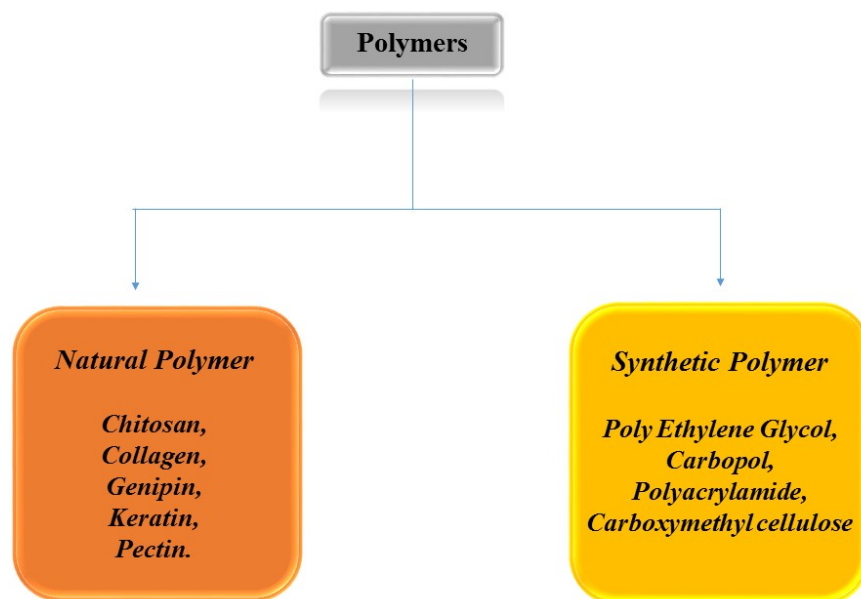 Polymers
Natural Polymer
Chitosan,
Collagen,
Genipin,
Keratin,
Pectin.
Synthetic Polymer
Poly Ethylene Glycol,
Carbopol,
Polyacrylamide,
Carboxymethyl cellulose